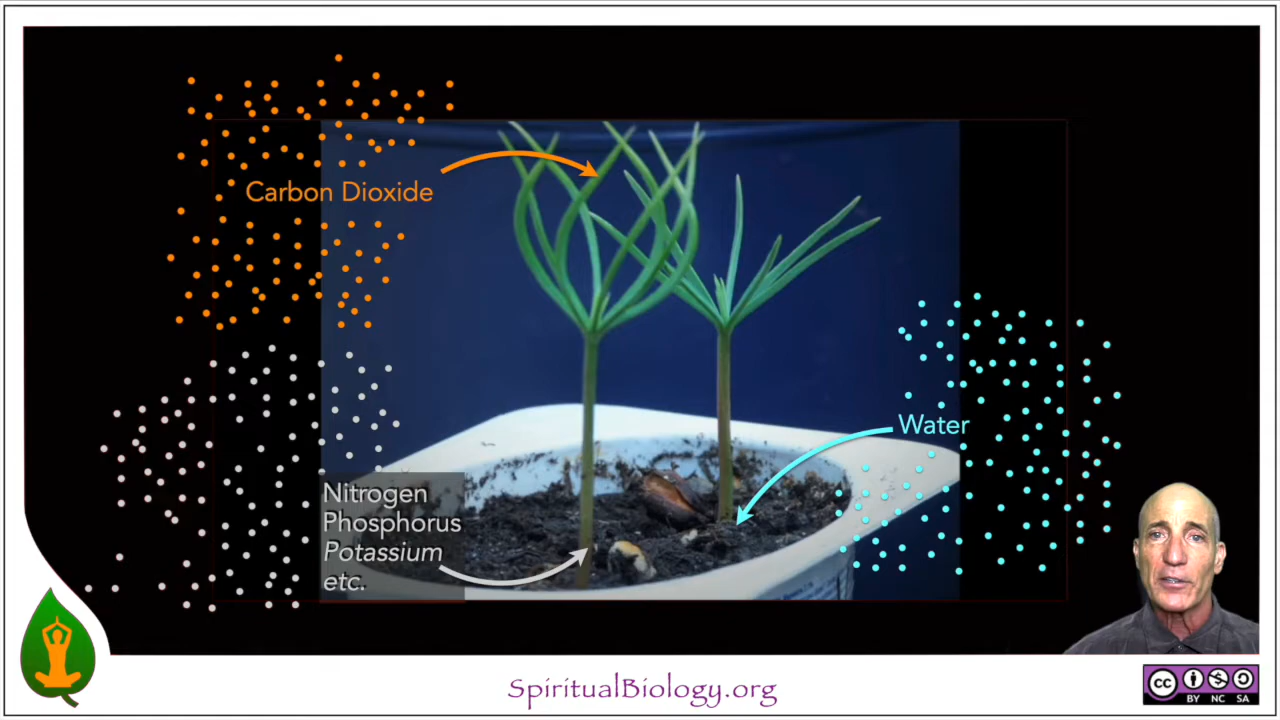 Carbon Dioxide
Water
Nitrogen
Phosphorus
Potassium
etc.
SpiritualBiology.org
cc
BY NC SA